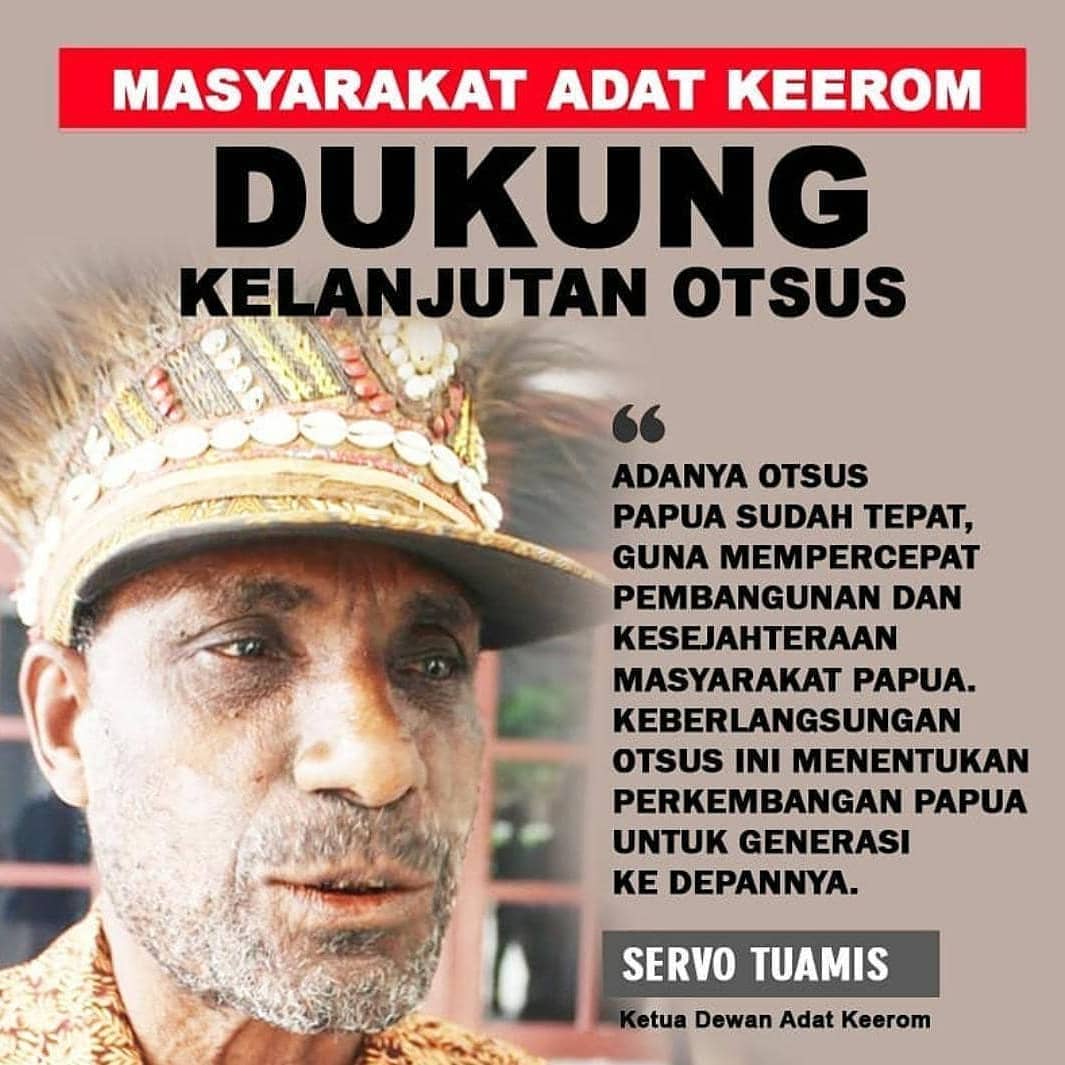 MASYARAKAT ADAT KEEROM
DUKUNG
KELANJUTAN OTSUS
“
ADANYA OTSUS
PAPUA SUDAH TEPAT,
GUNA MEMPERCEPAT
PEMBANGUNAN DAN
KESEJAHTERAAN
MASYARAKAT PAPUA.
KEBERLANGSUNGAN
OTSUS INI MENENTUKAN
PERKEMBANGAN PAPUA
UNTUK GENERASI
KE DEPANNYA.
SERVO TUAMIS
Ketua Dewan Adat Keerom